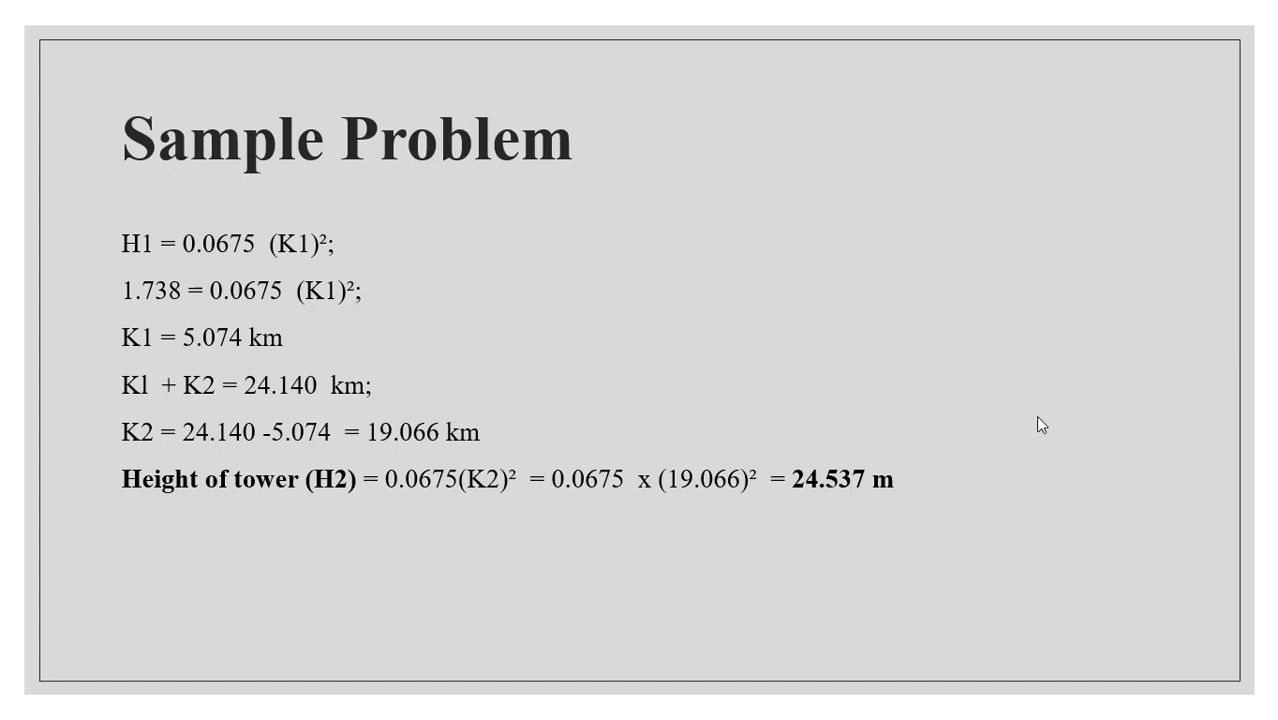 Sample Problem
H1 = 0.0675 (K1)²;
1.738 = 0.0675 (K1)²;
K1 = 5.074 km
Kl + K2 = 24.140 km;
K2 = 24.140 -5.074 = 19.066 km
Height of tower (H2) = 0.0675(K2)² = 0.0675 x (19.066)² = 24.537 m